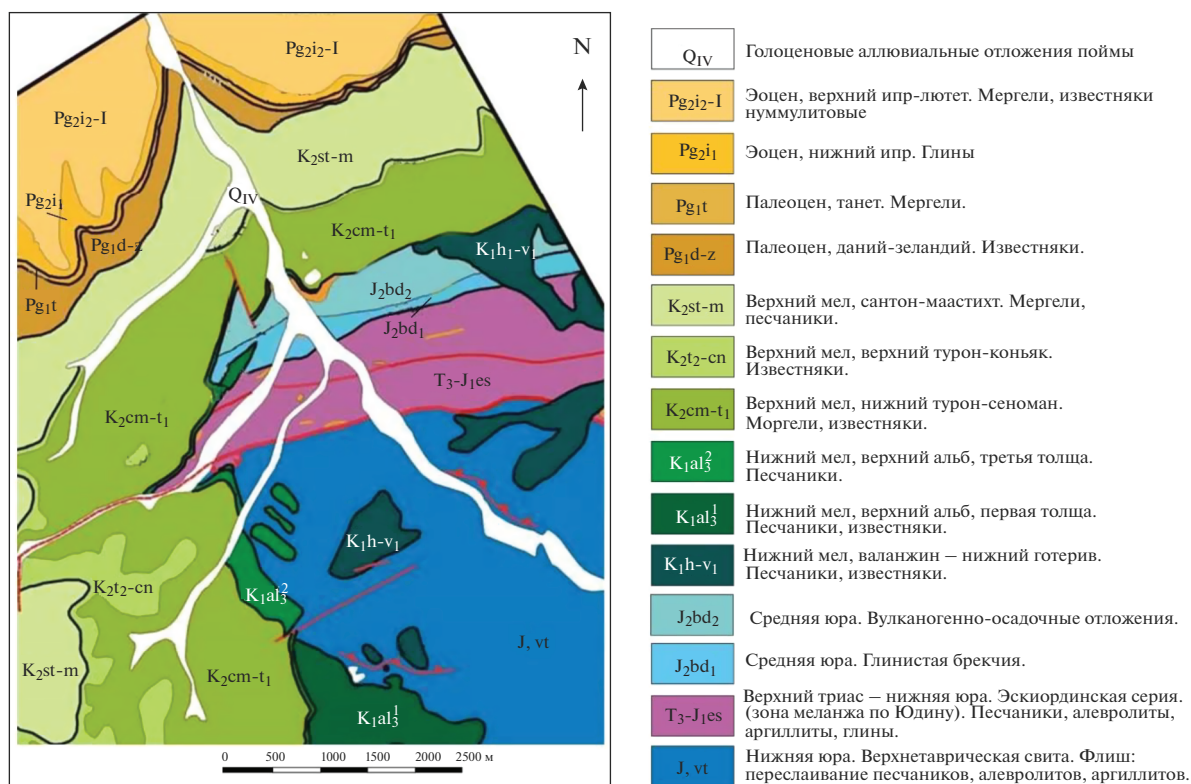 N
Pg₂i₂-I
Pg₂i₂-I
K₂st-m
Q_IV
Pg₂i₁
Pg₁d-z
K₂cm-t₁
K₁h₁-v₁
Pg₁t
J₂bd₂
J₂bd₁
T₃-J₁es
K₂cm-t₁
K₁h-v₁
K₂t₂-cn
K₁al₃²
J, vt
K₂st-m
K₂cm-t₁
K₁al₃¹
0 500 1000 1500 2000 2500 м
Q_IV Голоценовые аллювиальные отложения поймы
Pg₂i₂-I Эоцен, верхний ипр-лютет. Мергели, известняки
нуммулитовые
Pg₂i₁ Эоцен, нижний ипр. Глины
Pg₁t Палеоцен, танет. Мергели.
Pg₁d-z Палеоцен, даний-зеландий. Известняки.
K₂st-m Верхний мел, сантон-маастихт. Мергели,
песчаники.
K₂t₂-cn Верхний мел, верхний турон-коньяк.
Известняки.
K₂cm-t₁ Верхний мел, нижний турон-сеноман.
Моргели, известняки.
K₁al₃² Нижний мел, верхний альб, третья толща.
Песчаники.
K₁al₃¹ Нижний мел, верхний альб, первая толща.
Песчаники, известняки.
K₁h-v₁ Нижний мел, валанжин – нижний готерив.
Песчаники, известняки.
J₂bd₂ Средняя юра. Вулканогенно-осадочные отложения.
J₂bd₁ Средняя юра. Глинистая брекчия.
T₃-J₁es Верхний триас – нижняя юра. Эскиординская серия.
(зона меланжа по Юдину). Песчаники, алевролиты,
аргиллиты, глины.
J, vt Нижняя юра. Верхнетаврическая свита. Флиш:
переслаивание песчаников, алевролитов, аргиллитов.